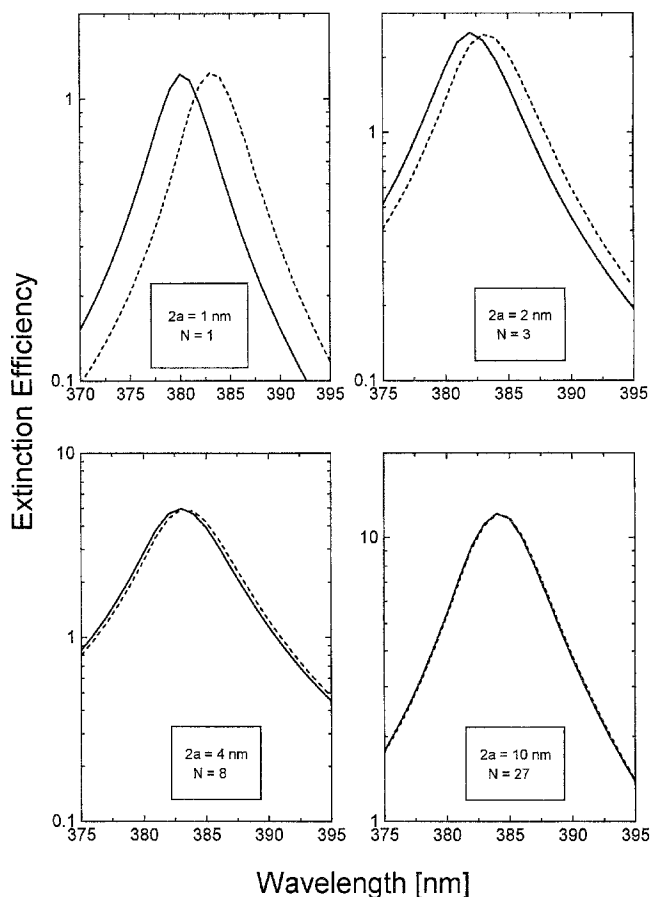 Extinction Efficiency
1
0.1
370 375 380 385 390 395
2a = 1 nm
N = 1
1
0.1
375 380 385 390 395
2a = 2 nm
N = 3
10
1
0.1
375 380 385 390 395
2a = 4 nm
N = 8
10
1
375 380 385 390 395
2a = 10 nm
N = 27
Wavelength [nm]